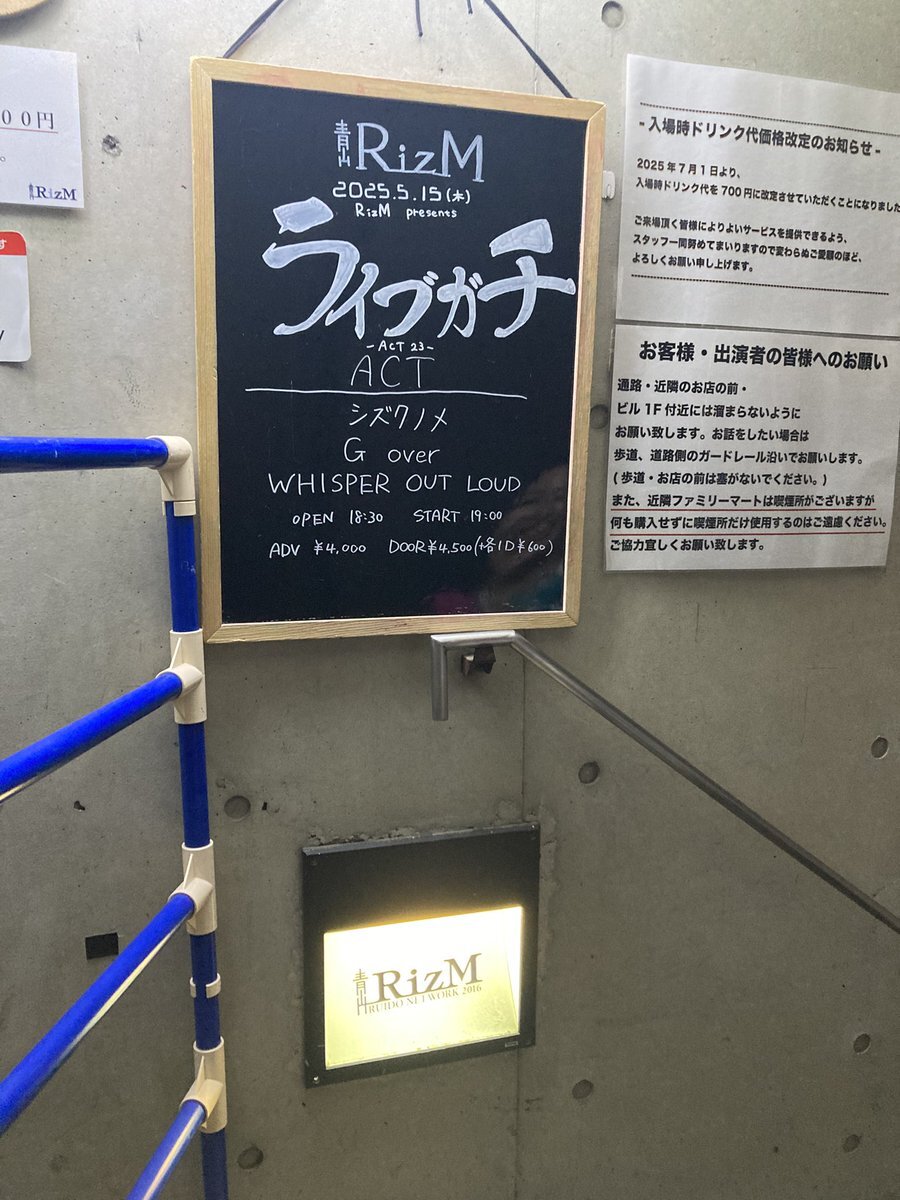 00円
。
青山RizM
す
y
青山RizM
2025.5.15(木)
RizM presents
ライブガチ
-ACT 23-
ACT
シズクノメ
G over
WHISPER OUT LOUD
OPEN 18:30 START 19:00
ADV ¥4,000 DOOR¥4,500(+各1D¥600)
- 入場時ドリンク代価格改定のお知らせ -
2025年7月1日より、
入場時ドリンク代を700円に改定させていただくことになりました
ご来場頂く皆様によりよいサービスを提供できるよう、
スタッフ一同努めてまいりますので変わらぬご愛顧のほど、
よろしくお願い申し上げます。
お客様・出演者の皆様へのお願い
通路・近隣のお店の前・
ビル1F付近には溜まらないように
お願い致します。お話をしたい場合は
歩道、道路側のガードレール沿いでお願いします。
(歩道・お店の前は塞がないでください。)
また、近隣ファミリーマートは喫煙所がございますが
何も購入せずに喫煙所だけ使用するのはご遠慮ください。
ご協力宜しくお願い致します。
青山RizM
RUIDO NETWORK 2016